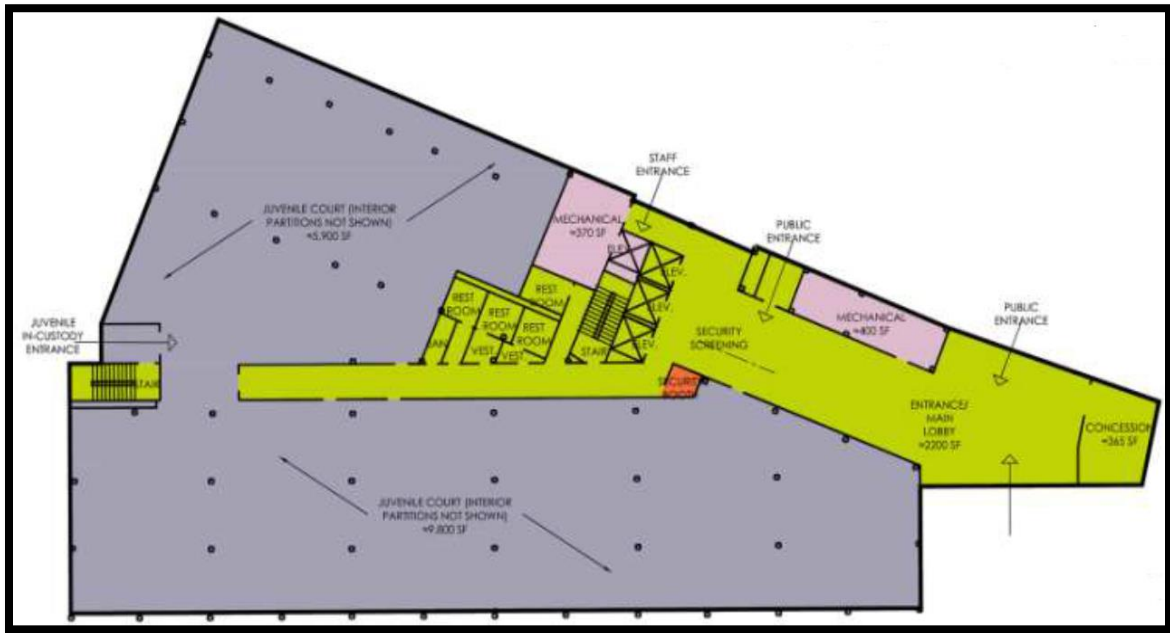 STAFF
ENTRANCE
JUVENILE COURT (INTERIOR
PARTITIONS NOT SHOWN)
≈5,900 SF
MECHANICAL
≈370 SF
PUBLIC
ENTRANCE
ELEV.
ELEV.
REST
ROOM
REST
ROOM
REST
ROOM
REST
ROOM
ELEV.
PUBLIC
ENTRANCE
MECHANICAL
≈400 SF
JUVENILE
IN-CUSTODY
ENTRANCE
JAN
VEST.
VEST
STAIR
ELEV.
SECURITY
SCREENING
STAIR
SECURITY
BOOTH
ENTRANCE/
MAIN
LOBBY
≈2200 SF
CONCESSION
≈365 SF
JUVENILE COURT (INTERIOR
PARTITIONS NOT SHOWN)
≈9,800 SF